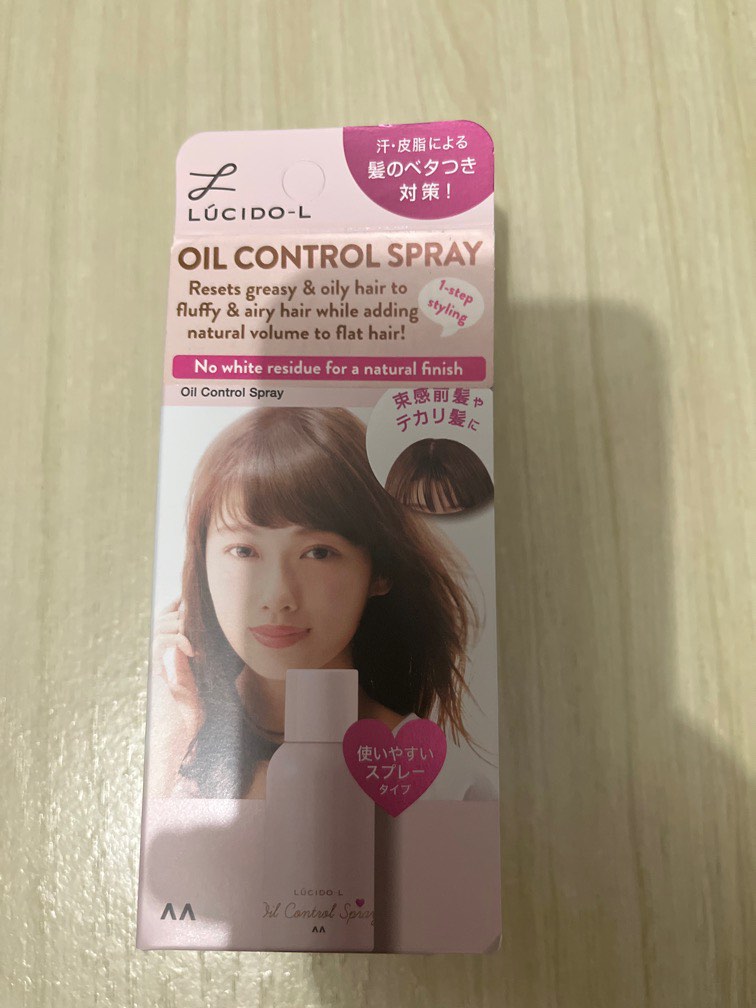 汗・皮脂による
髪のベタつき
対策！
LÚCIDO-L
OIL CONTROL SPRAY
Resets greasy & oily hair to
fluffy & airy hair while adding
natural volume to flat hair!
1-step
styling
No white residue for a natural finish
Oil Control Spray
束感前髪や
テカリ髪に
使いやすい
スプレー
タイプ
LÚCIDO-L
Oil Control Spray